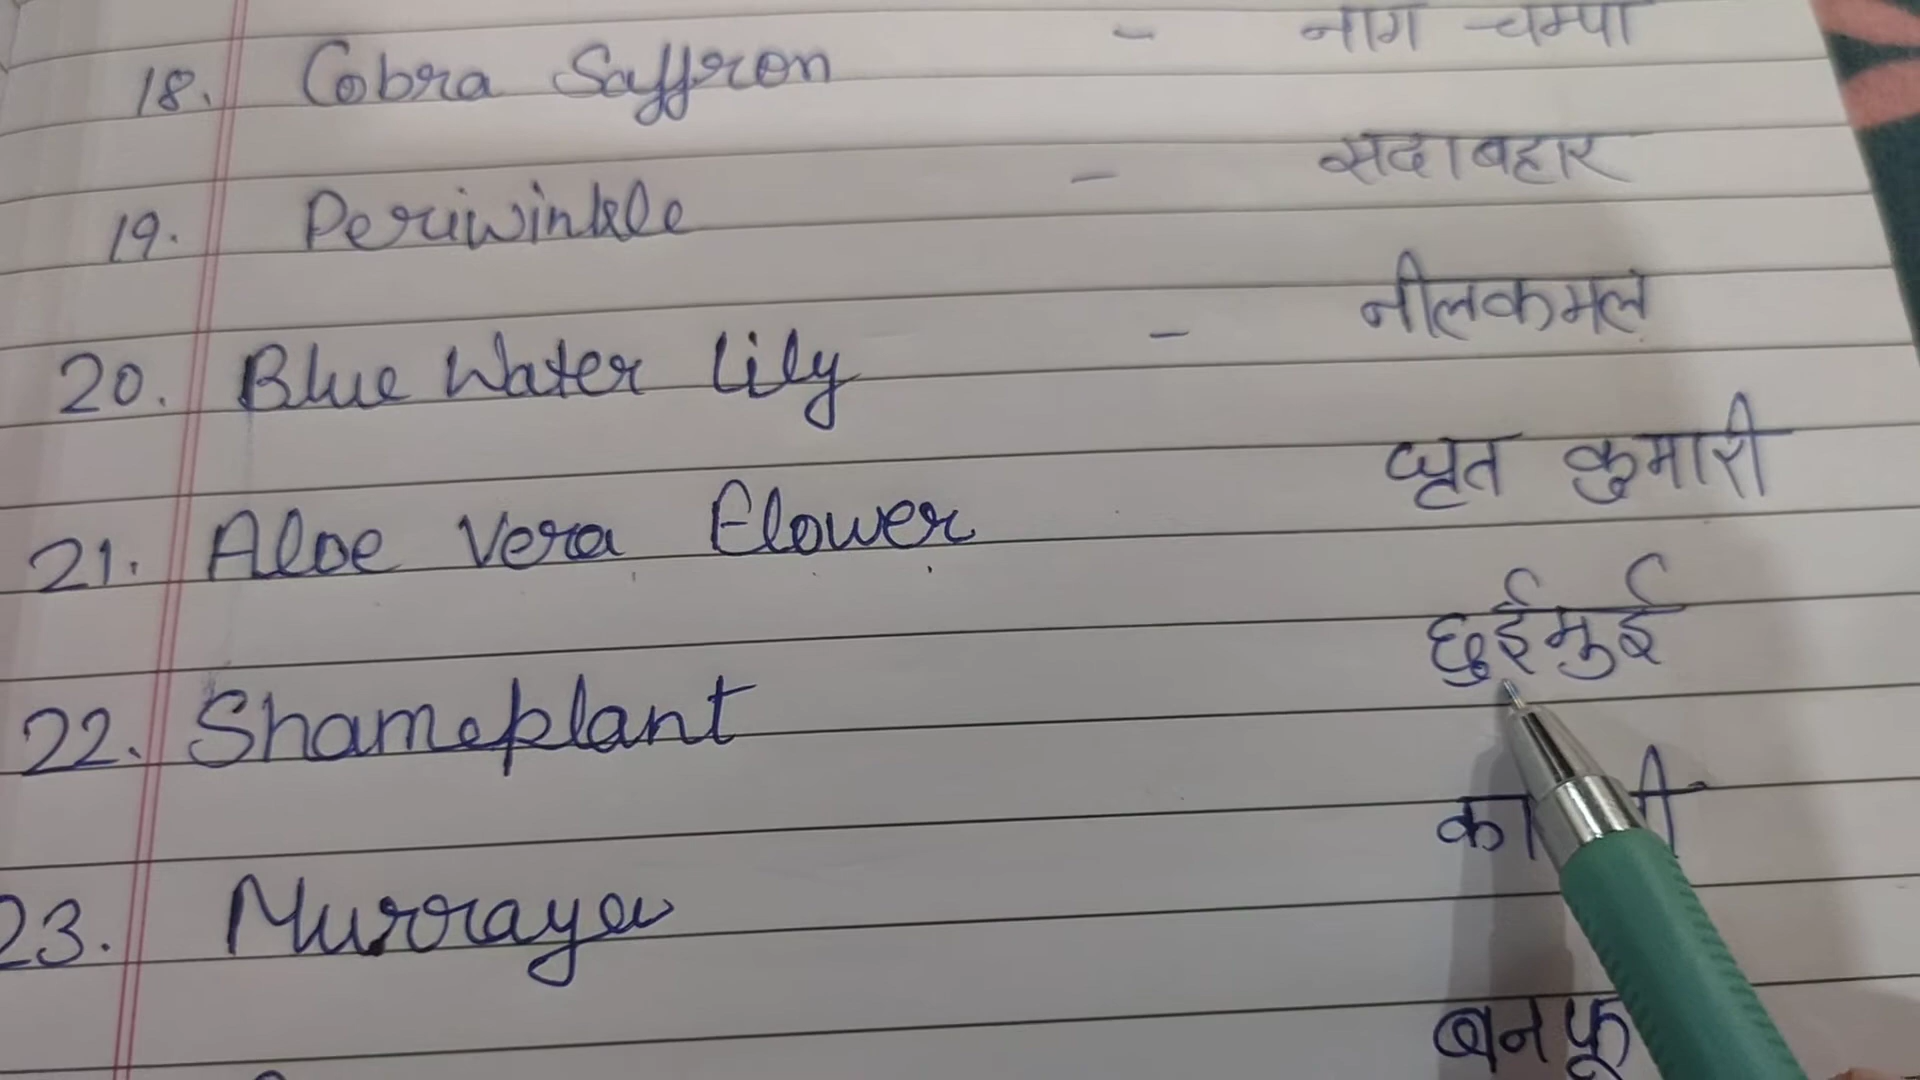 18. Cobra Saffron - नाग चम्पा
19. Periwinkle - सदाबहार
20. Blue Water Lily - नीलकमल
21. Aloe Vera Flower घृत कुमारी
22. Shameplant छुईमुई
23. Murraya